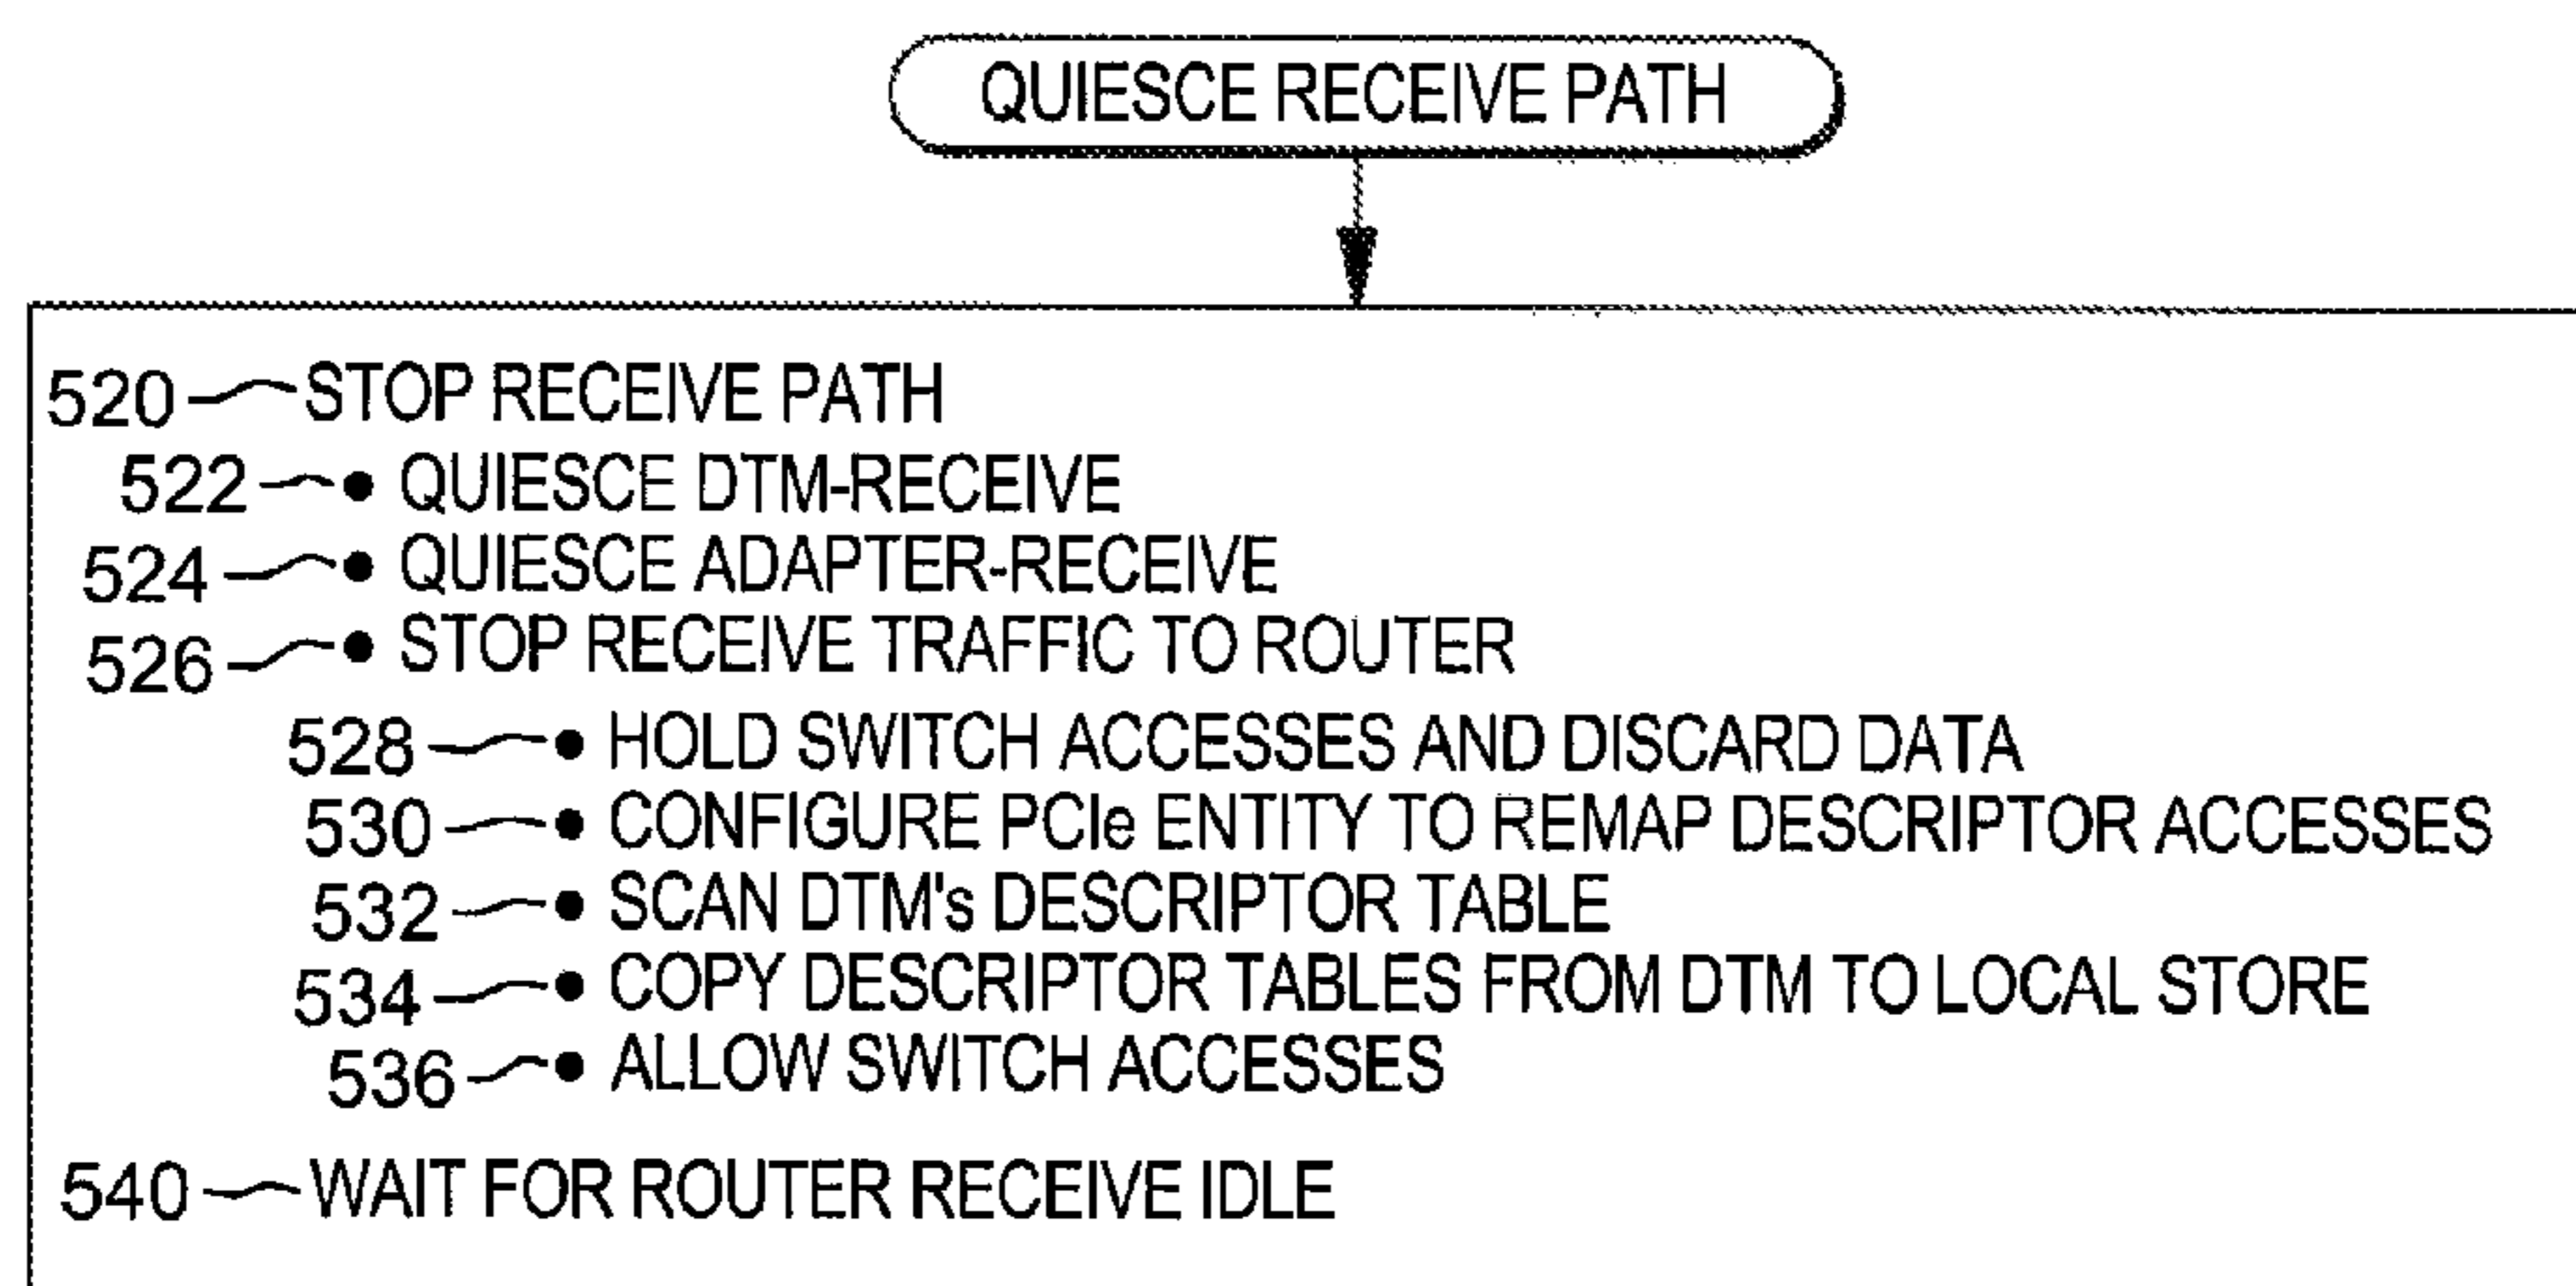 QUIESCE RECEIVE PATH
520 STOP RECEIVE PATH
522 • QUIESCE DTM-RECEIVE
524 • QUIESCE ADAPTER-RECEIVE
526 • STOP RECEIVE TRAFFIC TO ROUTER
528 • HOLD SWITCH ACCESSES AND DISCARD DATA
530 • CONFIGURE PCIe ENTITY TO REMAP DESCRIPTOR ACCESSES
532 • SCAN DTM's DESCRIPTOR TABLE
534 • COPY DESCRIPTOR TABLES FROM DTM TO LOCAL STORE
536 • ALLOW SWITCH ACCESSES
540 WAIT FOR ROUTER RECEIVE IDLE